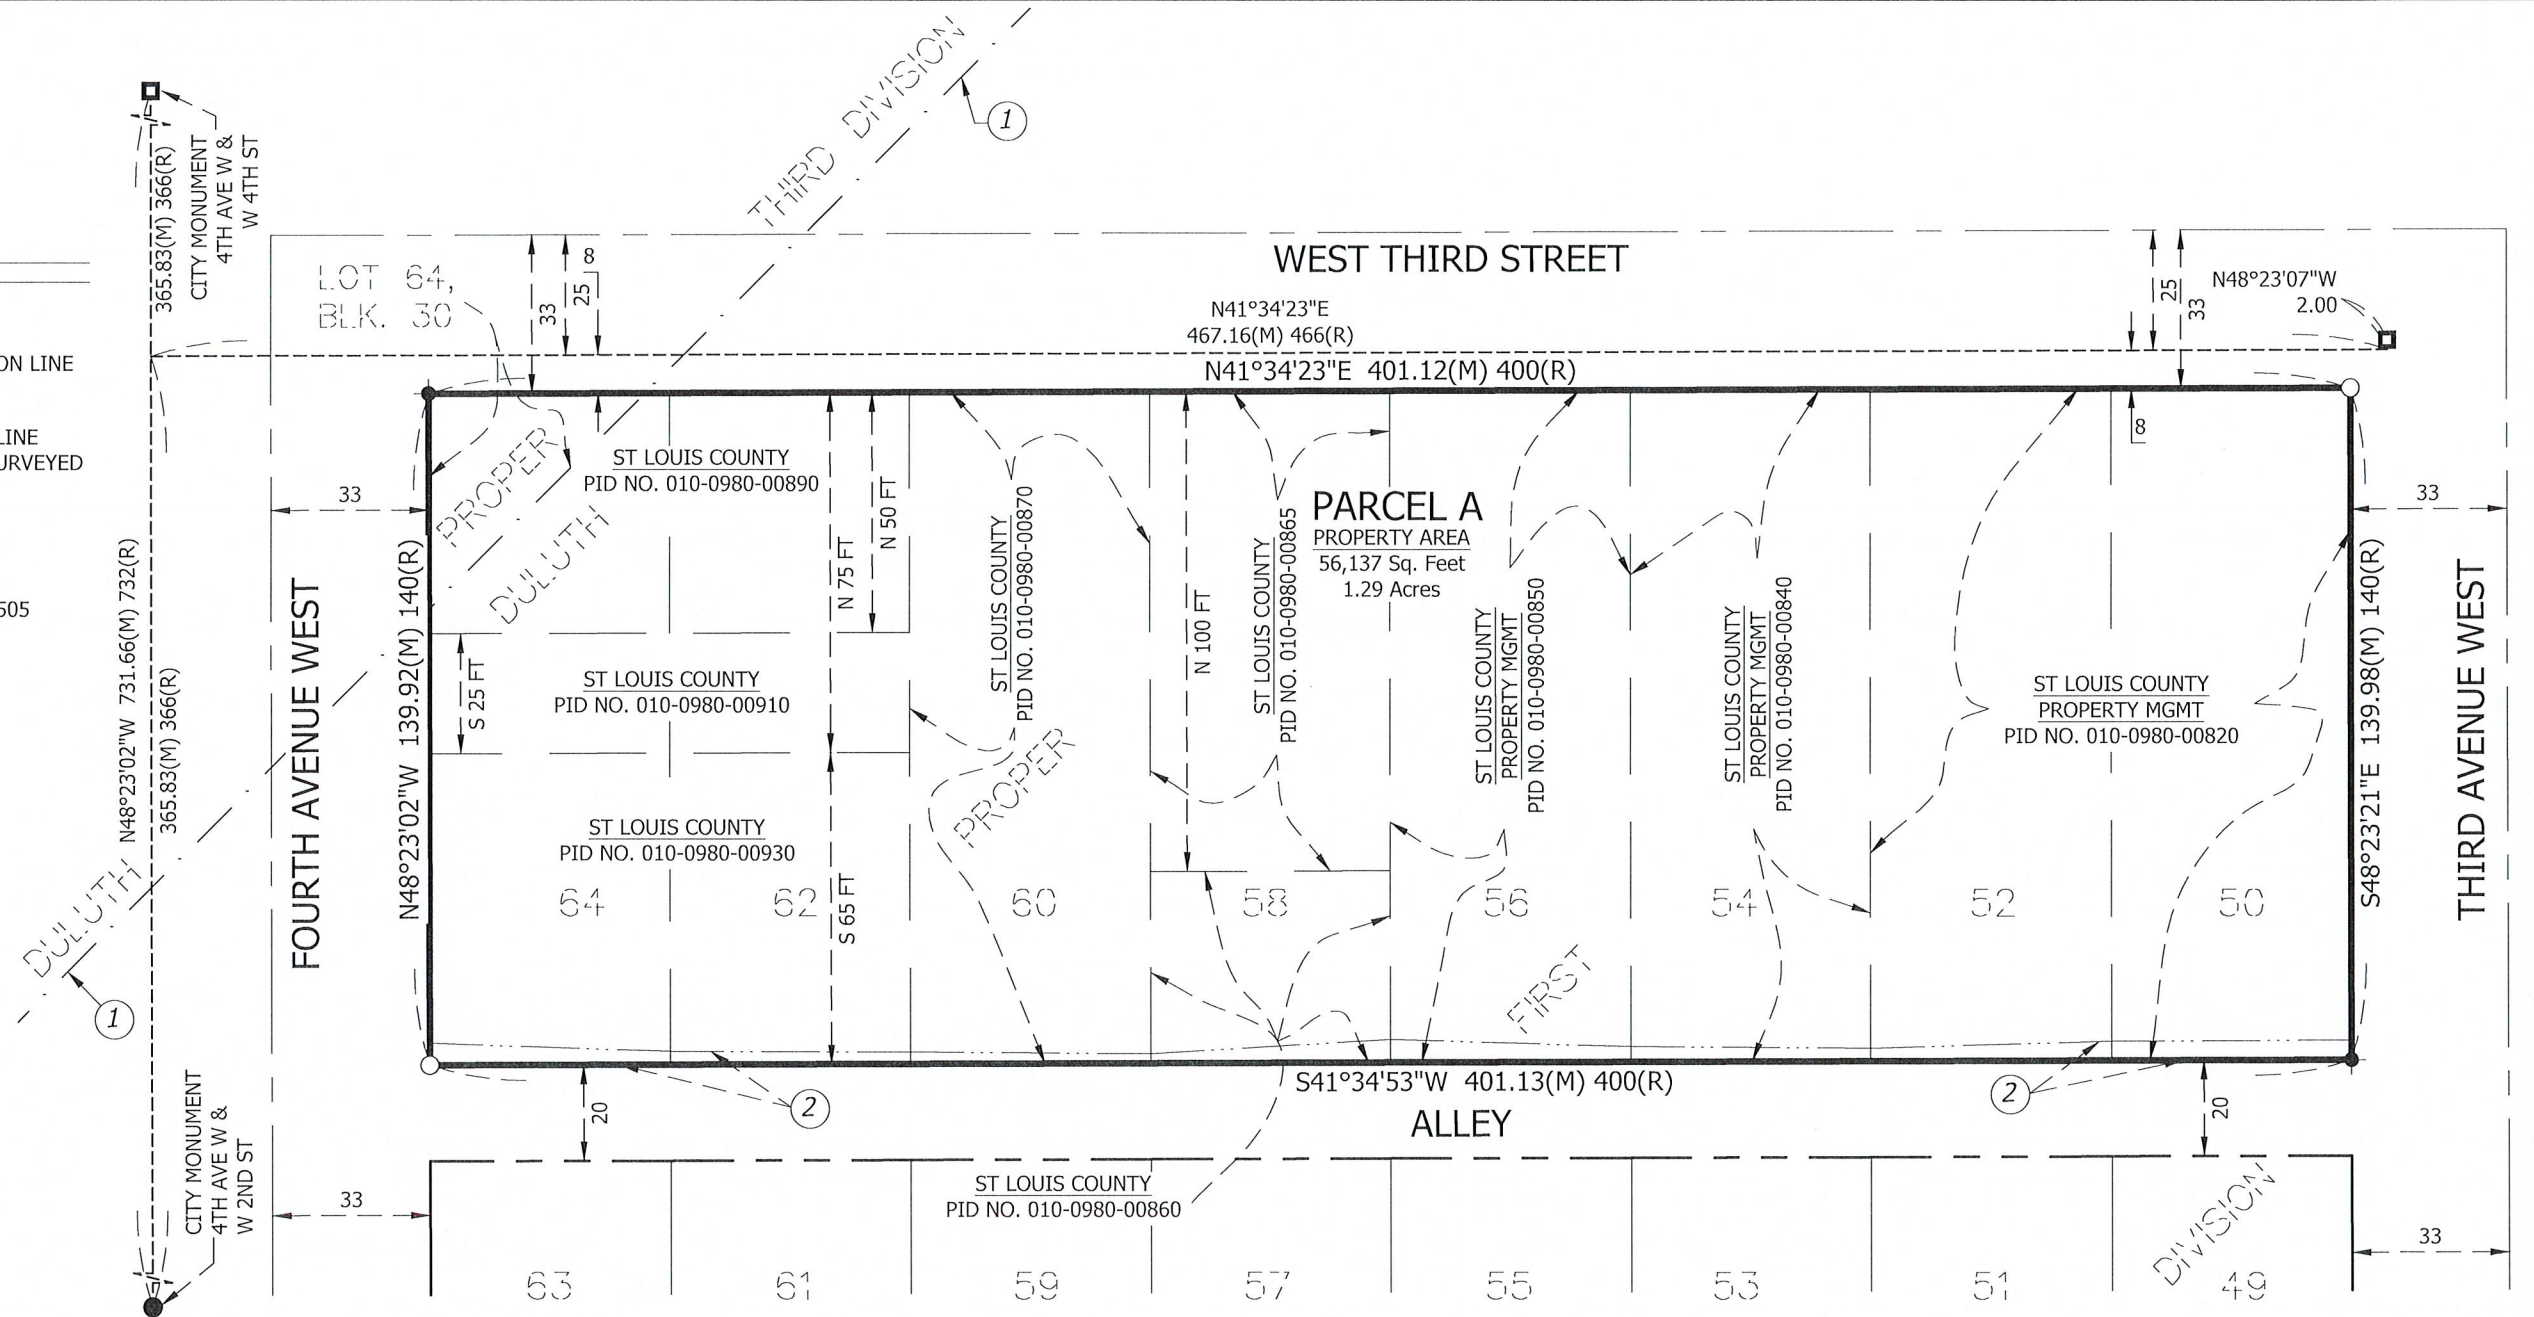 THIRD DIVISION
1
CITY MONUMENT
4TH AVE W &
W 4TH ST
365.83(M) 366(R)
LOT 64,
BLK. 30
33
25
8
WEST THIRD STREET
N41°34'23"E
467.16(M) 466(R)
N41°34'23"E 401.12(M) 400(R)
25
33
N48°23'07"W
2.00
8
ON LINE
LINE
URVEYED
505
33
33
PROPER
DULUTH
ST LOUIS COUNTY
PID NO. 010-0980-00890
N 50 FT
N 75 FT
ST LOUIS COUNTY
PID NO. 010-0980-00870
N 100 FT
ST LOUIS COUNTY
PID NO. 010-0980-00865
PARCEL A
PROPERTY AREA
56,137 Sq. Feet
1.29 Acres
ST LOUIS COUNTY
PROPERTY MGMT
PID NO. 010-0980-00850
ST LOUIS COUNTY
PROPERTY MGMT
PID NO. 010-0980-00840
ST LOUIS COUNTY
PROPERTY MGMT
PID NO. 010-0980-00820
S48°23'21"E 139.98(M) 140(R)
THIRD AVENUE WEST
N48°23'02"W 731.66(M) 732(R)
365.83(M) 366(R)
FOURTH AVENUE WEST
N48°23'02"W 139.92(M) 140(R)
S 25 FT
ST LOUIS COUNTY
PID NO. 010-0980-00910
ST LOUIS COUNTY
PID NO. 010-0980-00930
S 65 FT
PROPER
DULUTH
1
64
62
60
58
56
54
52
50
FIRST
S41°34'53"W 401.13(M) 400(R)
ALLEY
2
2
20
20
CITY MONUMENT
4TH AVE W &
W 2ND ST
33
ST LOUIS COUNTY
PID NO. 010-0980-00860
DIVISION
33
63
61
59
57
55
53
51
49